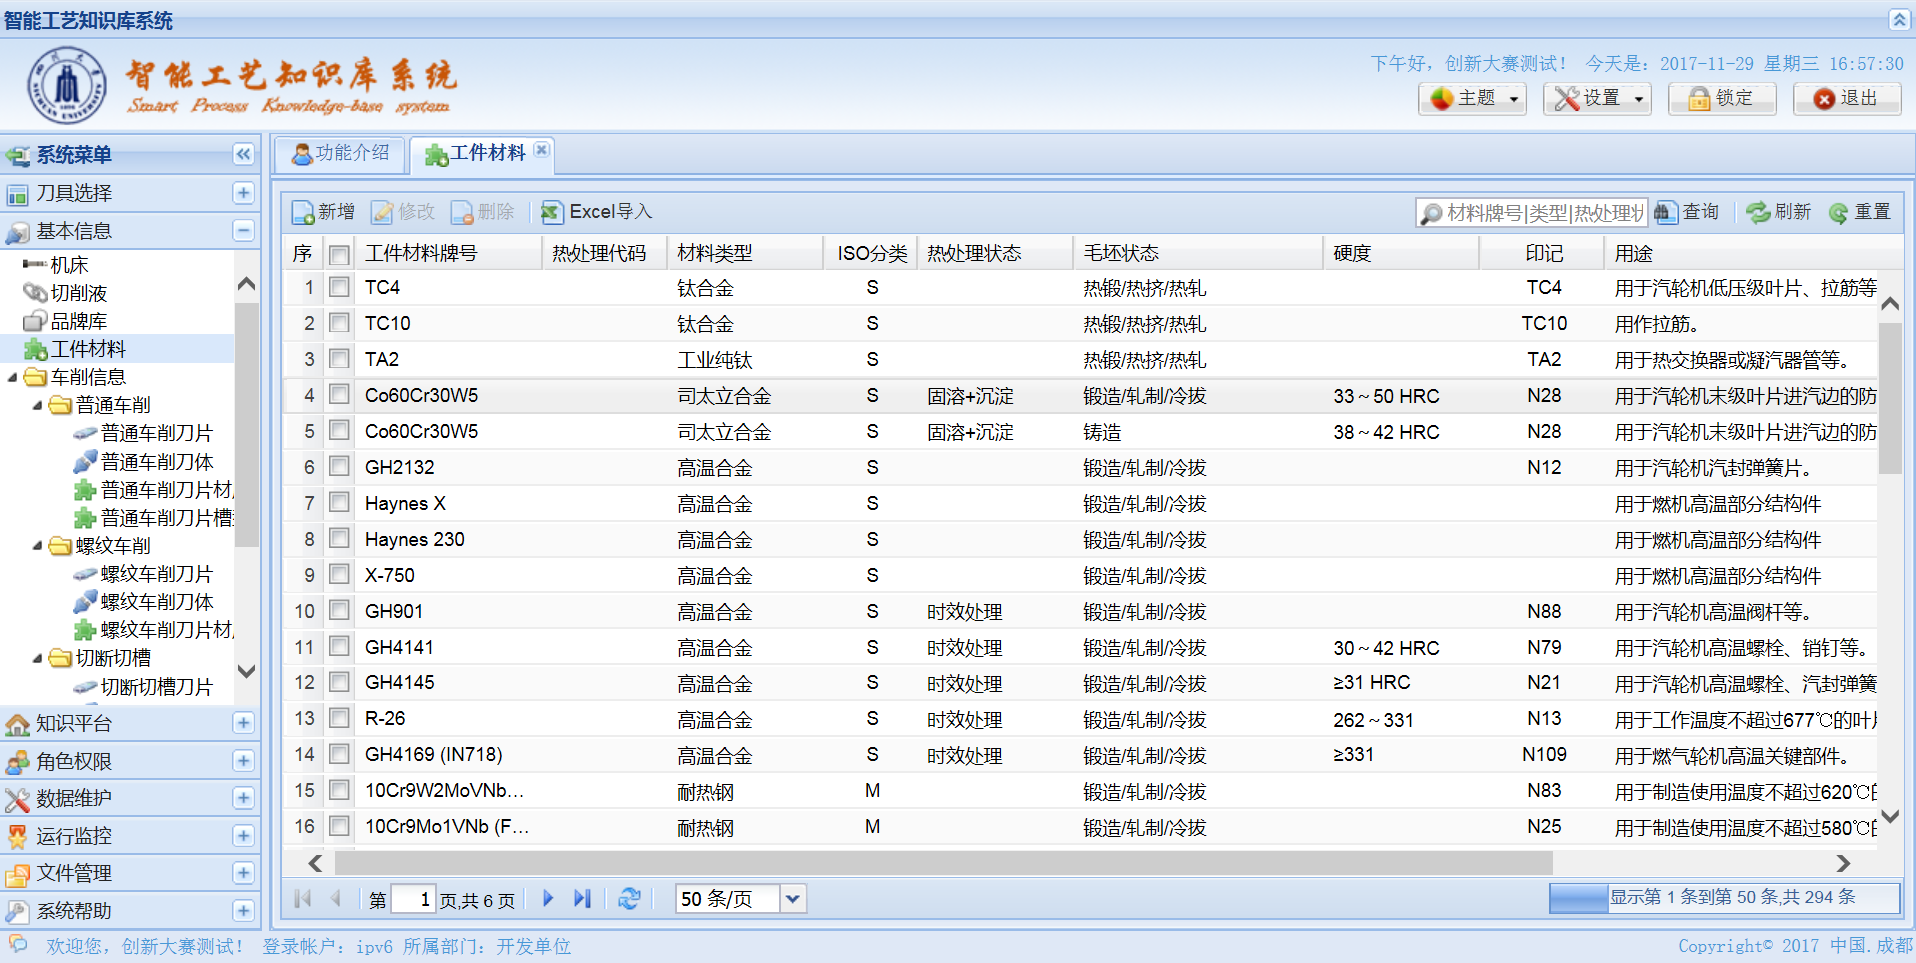 智能工艺知识库系统
智能工艺知识库系统
Smart Process Knowledge-base system
下午好，创新大赛测试！ 今天是：2017-11-29 星期三 16:57:30
主题 设置 锁定 退出
系统菜单
刀具选择
基本信息
机床
切削液
品牌库
工件材料
车削信息
普通车削
普通车削刀片
普通车削刀体
普通车削刀片材
普通车削刀片槽
螺纹车削
螺纹车削刀片
螺纹车削刀体
螺纹车削刀片材
切断切槽
切断切槽刀片
知识平台
角色权限
数据维护
运行监控
文件管理
系统帮助
功能介绍 工件材料
新增 修改 删除 Excel导入 材料牌号|类型|热处理状 查询 刷新 重置
序 工件材料牌号 热处理代码 材料类型 ISO分类 热处理状态 毛坯状态 硬度 印记 用途
1 TC4 钛合金 S 热锻/热挤/热轧 TC4 用于汽轮机低压级叶片、拉筋等
2 TC10 钛合金 S 热锻/热挤/热轧 TC10 用作拉筋。
3 TA2 工业纯钛 S 热锻/热挤/热轧 TA2 用于热交换器或凝汽器管等。
4 Co60Cr30W5 司太立合金 S 固溶+沉淀 锻造/轧制/冷拔 33～50 HRC N28 用于汽轮机末级叶片进汽边的防
5 Co60Cr30W5 司太立合金 S 固溶+沉淀 铸造 38～42 HRC N28 用于汽轮机末级叶片进汽边的防
6 GH2132 高温合金 S 锻造/轧制/冷拔 N12 用于汽轮机汽封弹簧片。
7 Haynes X 高温合金 S 锻造/轧制/冷拔 用于燃机高温部分结构件
8 Haynes 230 高温合金 S 锻造/轧制/冷拔 用于燃机高温部分结构件
9 X-750 高温合金 S 锻造/轧制/冷拔 用于燃机高温部分结构件
10 GH901 高温合金 S 时效处理 锻造/轧制/冷拔 N88 用于汽轮机高温阀杆等。
11 GH4141 高温合金 S 时效处理 锻造/轧制/冷拔 30～42 HRC N79 用于汽轮机高温螺栓、销钉等。
12 GH4145 高温合金 S 时效处理 锻造/轧制/冷拔 ≥31 HRC N21 用于汽轮机高温螺栓、汽封弹簧
13 R-26 高温合金 S 时效处理 锻造/轧制/冷拔 262～331 N13 用于工作温度不超过677℃的叶片
14 GH4169 (IN718) 高温合金 S 时效处理 锻造/轧制/冷拔 ≥331 N109 用于燃气轮机高温关键部件。
15 10Cr9W2MoVNb... 耐热钢 M 锻造/轧制/冷拔 N83 用于制造使用温度不超过620℃的
16 10Cr9Mo1VNb (F... 耐热钢 M 锻造/轧制/冷拔 N25 用于制造使用温度不超过580℃的
第 1 页,共 6 页 50 条/页 显示第 1 条到第 50 条,共 294 条
欢迎您，创新大赛测试！ 登录帐户：ipv6 所属部门：开发单位 Copyright© 2017 中国.成都